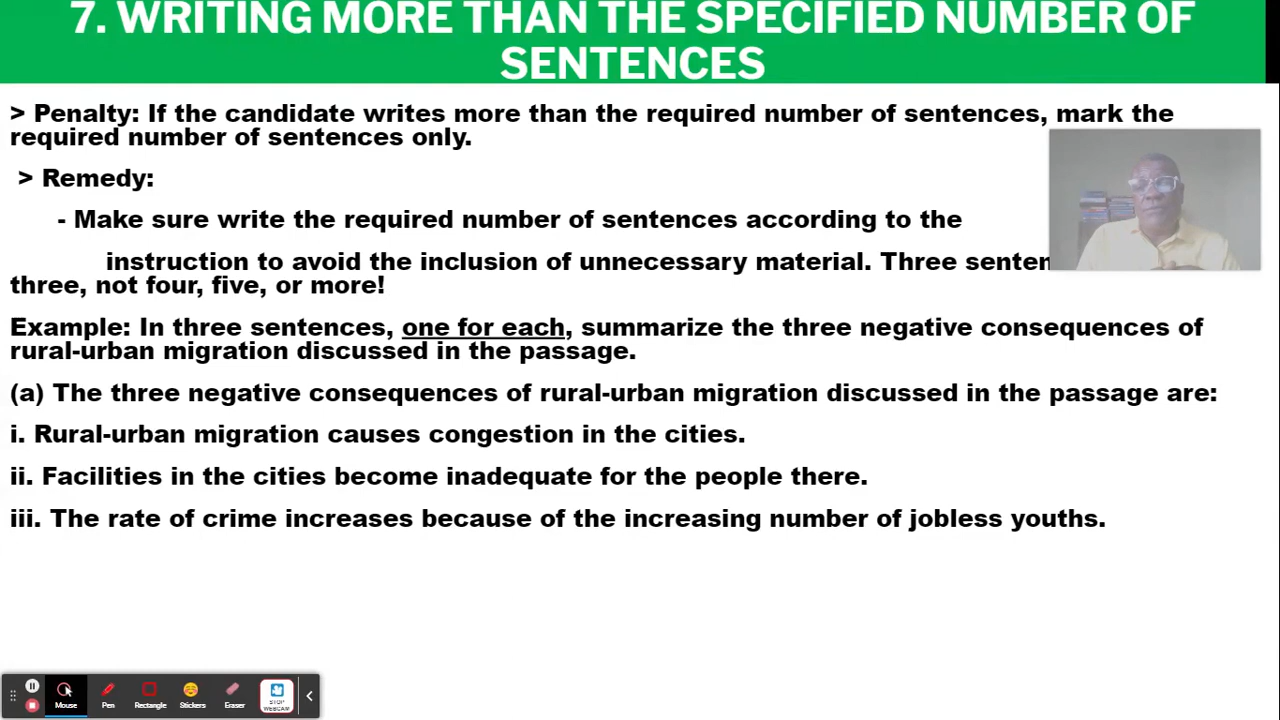 7. WRITING MORE THAN THE SPECIFIED NUMBER OF
SENTENCES
> Penalty: If the candidate writes more than the required number of sentences, mark the
required number of sentences only.
> Remedy:
- Make sure write the required number of sentences according to the
instruction to avoid the inclusion of unnecessary material. Three senten
three, not four, five, or more!
Example: In three sentences, one for each, summarize the three negative consequences of
rural-urban migration discussed in the passage.
(a) The three negative consequences of rural-urban migration discussed in the passage are:
i. Rural-urban migration causes congestion in the cities.
ii. Facilities in the cities become inadequate for the people there.
iii. The rate of crime increases because of the increasing number of jobless youths.
Mouse Pen Rectangle Stickers Eraser STOP WEBCAM